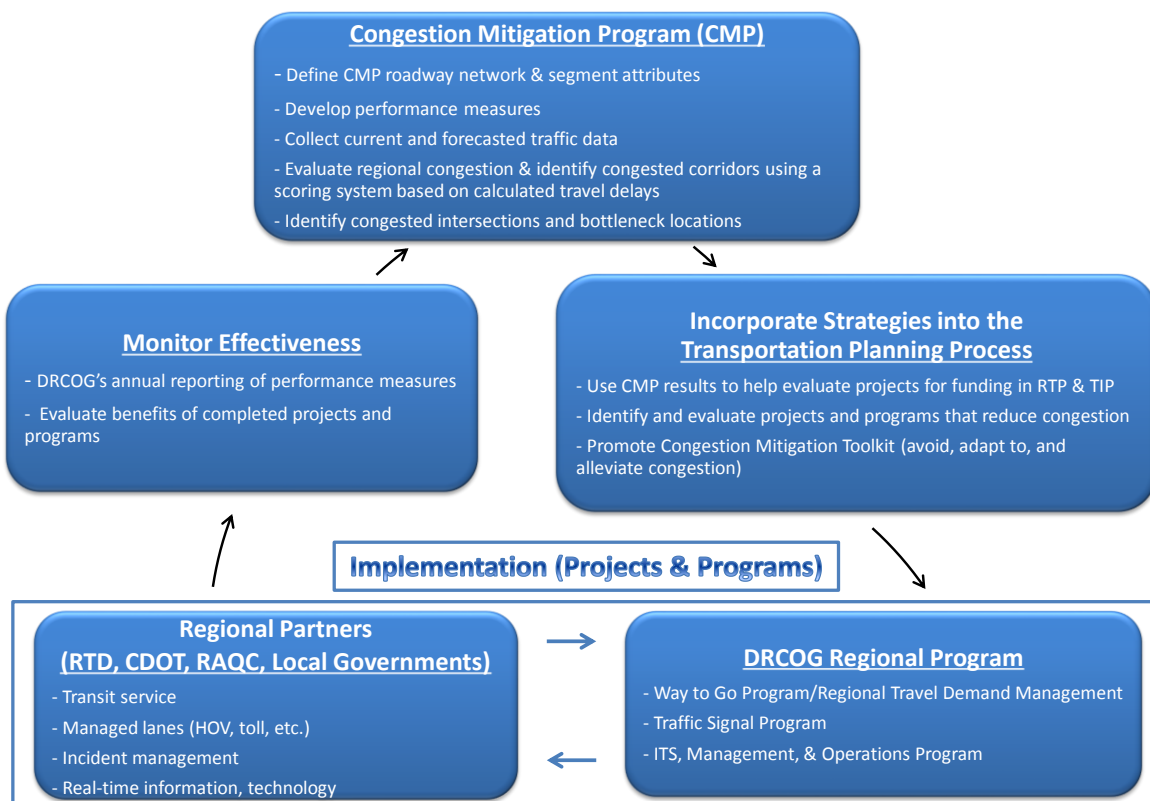 Congestion Mitigation Program (CMP)
- Define CMP roadway network & segment attributes
- Develop performance measures
- Collect current and forecasted traffic data
- Evaluate regional congestion & identify congested corridors using a
scoring system based on calculated travel delays
- Identify congested intersections and bottleneck locations
Monitor Effectiveness
- DRCOG's annual reporting of performance measures
- Evaluate benefits of completed projects and
programs
Incorporate Strategies into the
Transportation Planning Process
- Use CMP results to help evaluate projects for funding in RTP & TIP
- Identify and evaluate projects and programs that reduce congestion
- Promote Congestion Mitigation Toolkit (avoid, adapt to, and
alleviate congestion)
Implementation (Projects & Programs)
Regional Partners
(RTD, CDOT, RAQC, Local Governments)
- Transit service
- Managed lanes (HOV, toll, etc.)
- Incident management
- Real-time information, technology
DRCOG Regional Program
- Way to Go Program/Regional Travel Demand Management
- Traffic Signal Program
- ITS, Management, & Operations Program